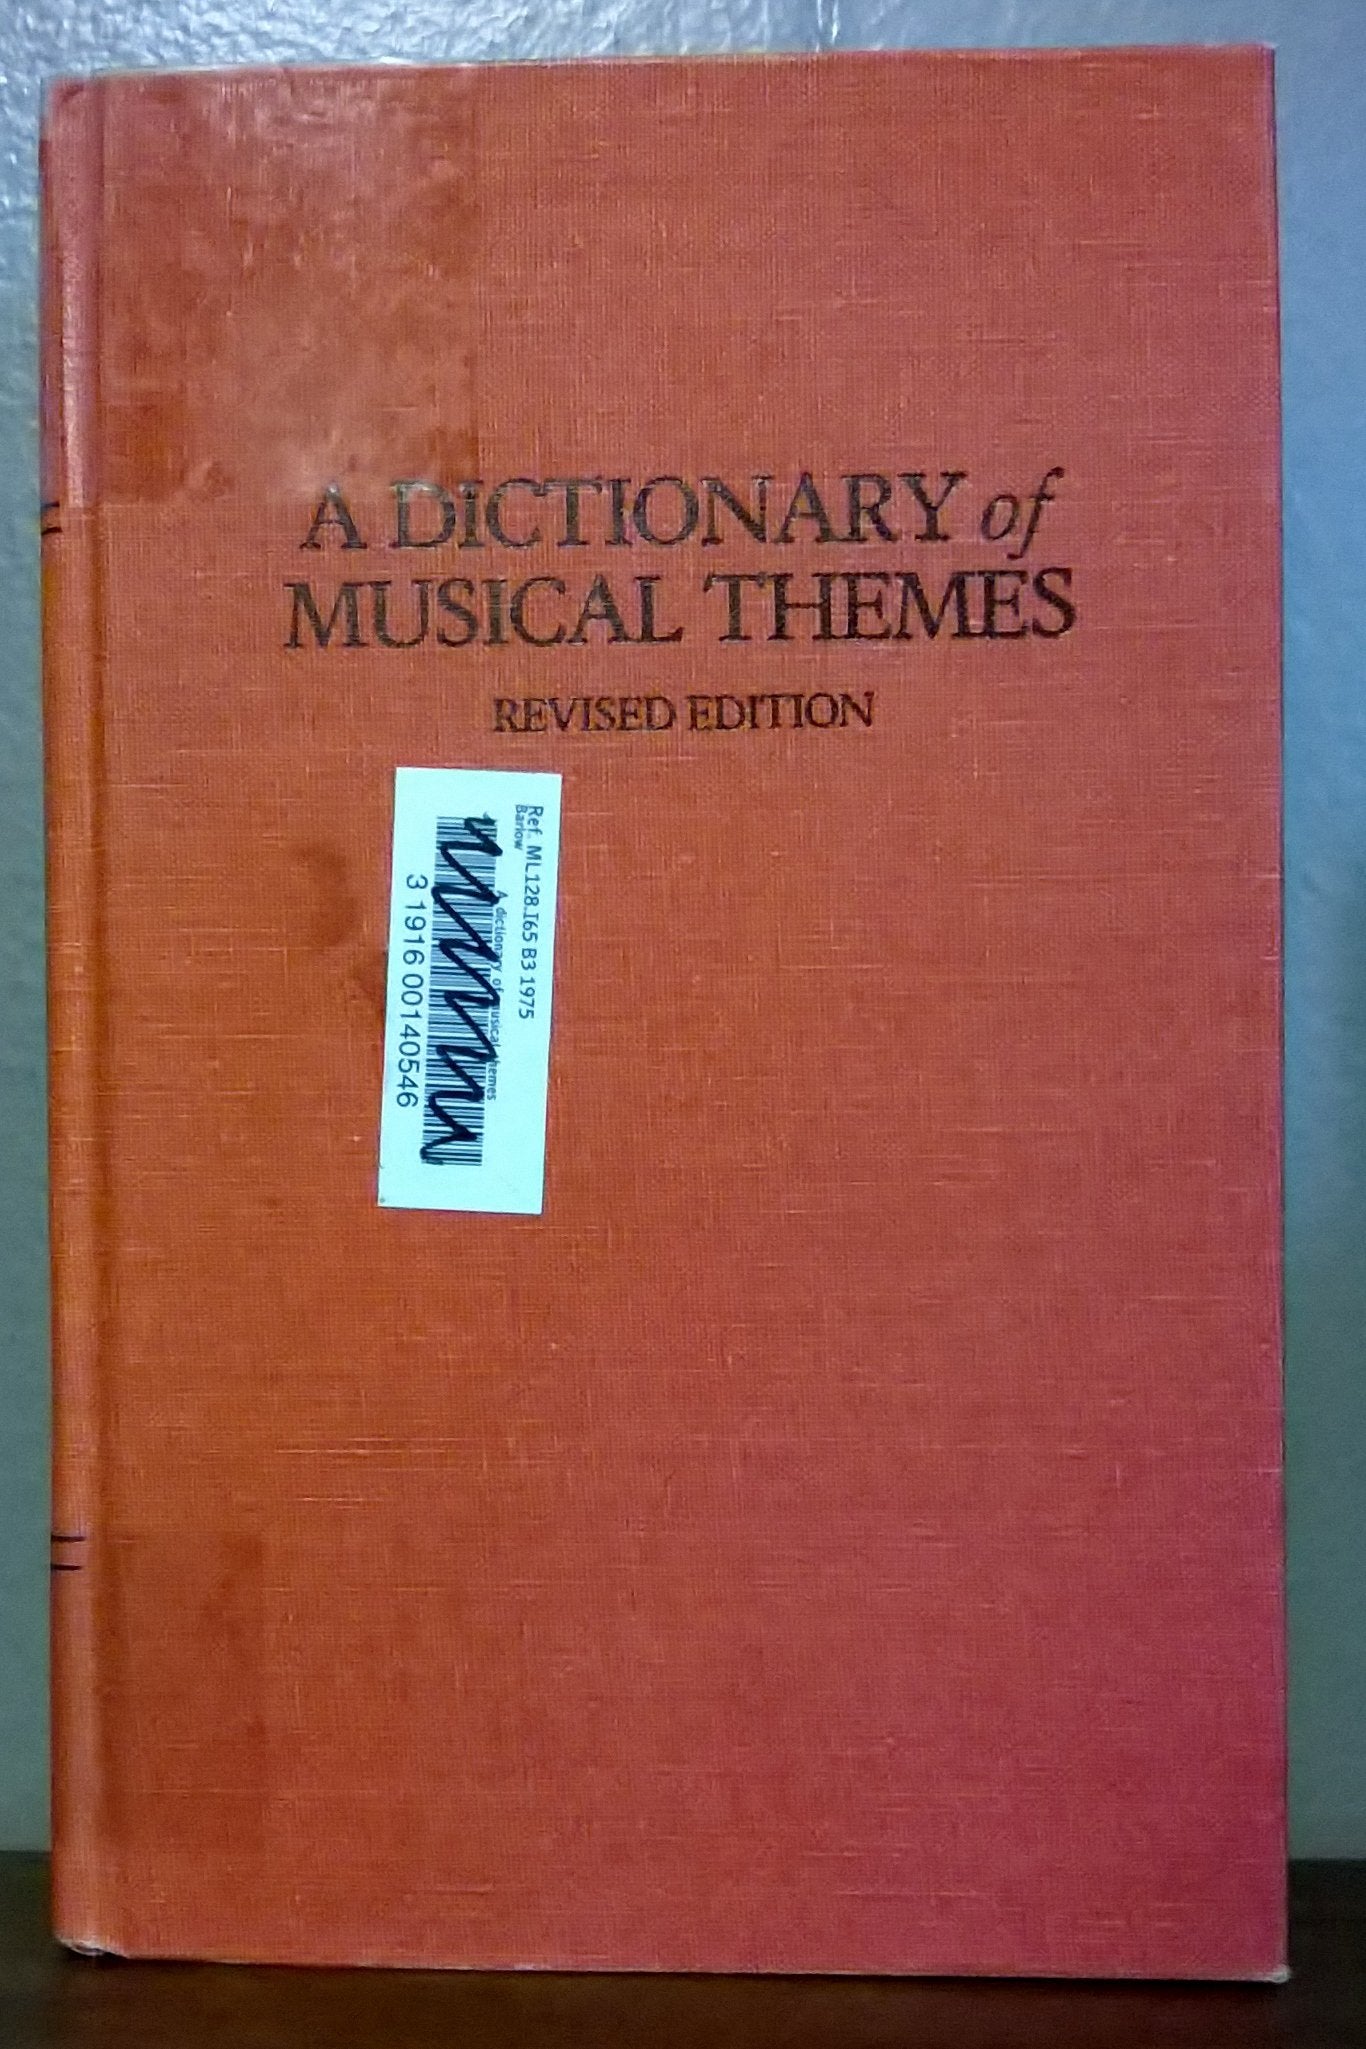 A DICTIONARY of
MUSICAL THEMES
REVISED EDITION
Ref. ML128.I65 B3 1975
Barlow
A dictionary of musical themes
3 1916 00140546